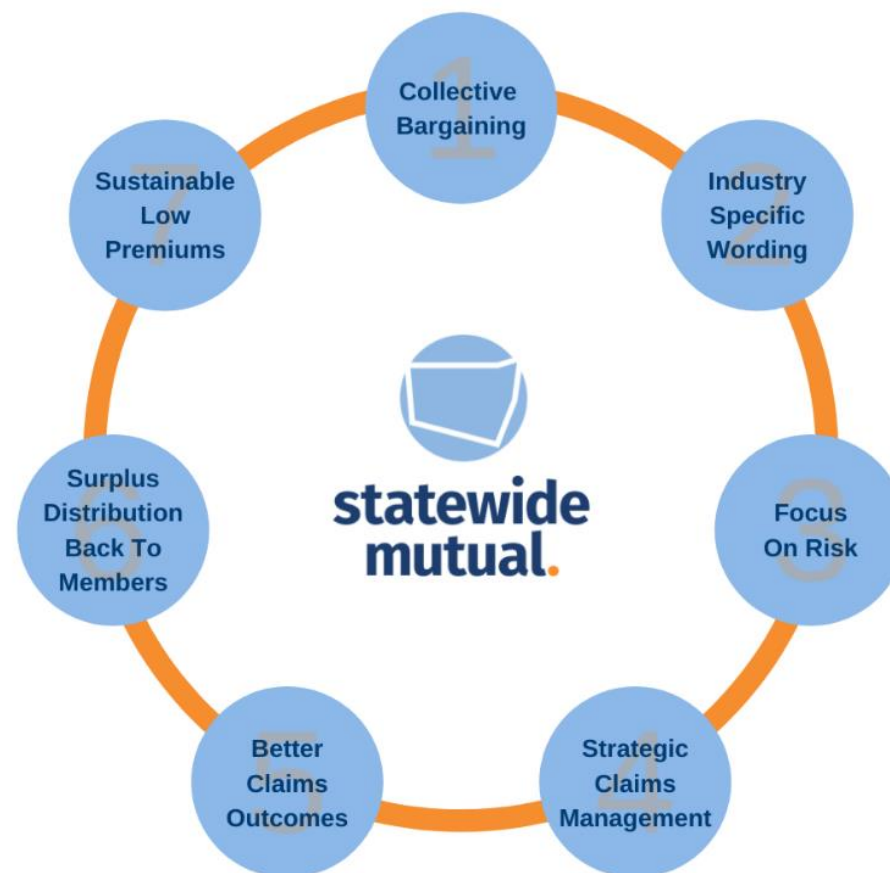 1
Collective
Bargaining
2
Industry
Specific
Wording
3
Focus
On Risk
4
Strategic
Claims
Management
5
Better
Claims
Outcomes
6
Surplus
Distribution
Back To
Members
7
Sustainable
Low
Premiums
statewide
mutual.